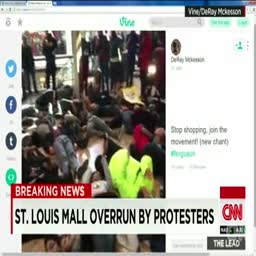 Vine/DeRay Mckesson
Vine
DeRay Mckesson
Stop shopping, join the
movement! (new chant)
#ferguson
BREAKING NEWS
ST. LOUIS MALL OVERRUN BY PROTESTERS
CNN
THE LEAD